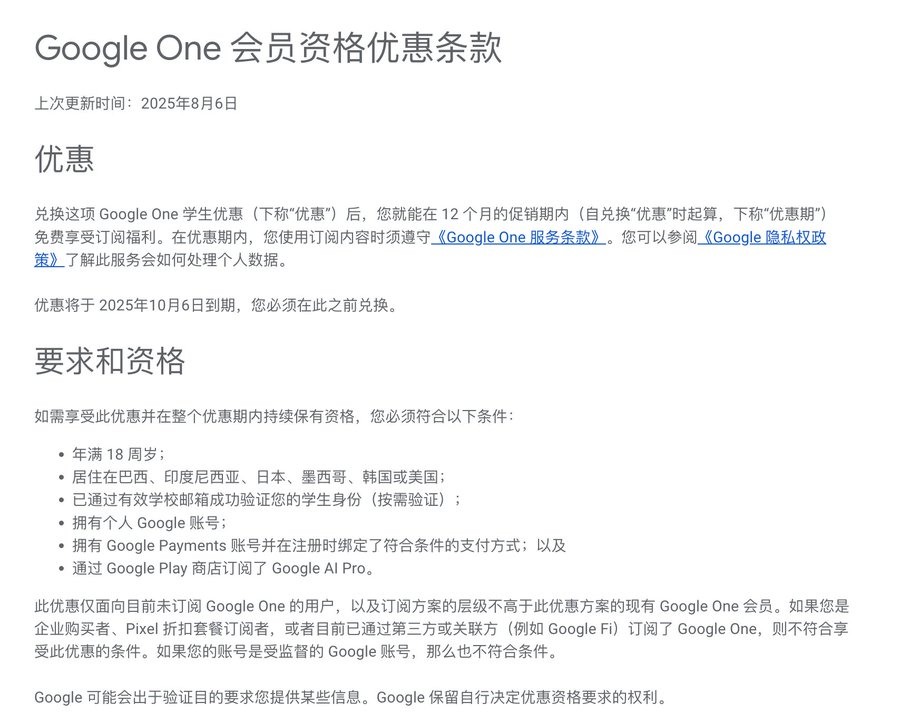 Google One 会员资格优惠条款
上次更新时间：2025年8月6日
优惠
兑换这项 Google One 学生优惠（下称“优惠”）后，您就能在 12 个月的促销期内（自兑换“优惠”时起算，下称“优惠期”）
免费享受订阅福利。在优惠期内，您使用订阅内容时须遵守《Google One 服务条款》。您可以参阅《Google 隐私权政
策》了解此服务会如何处理个人数据。
优惠将于 2025年10月6日到期，您必须在此之前兑换。
要求和资格
如需享受此优惠并在整个优惠期内持续保有资格，您必须符合以下条件：
• 年满 18 周岁；
• 居住在巴西、印度尼西亚、日本、墨西哥、韩国或美国；
• 已通过有效学校邮箱成功验证您的学生身份（按需验证）；
• 拥有个人 Google 账号；
• 拥有 Google Payments 账号并在注册时绑定了符合条件的支付方式；以及
• 通过 Google Play 商店订阅了 Google AI Pro。
此优惠仅面向目前未订阅 Google One 的用户，以及订阅方案的层级不高于此优惠方案的现有 Google One 会员。如果您是
企业购买者、Pixel 折扣套餐订阅者，或者目前已通过第三方或关联方（例如 Google Fi）订阅了 Google One，则不符合享
受此优惠的条件。如果您的账号是受监督的 Google 账号，那么也不符合条件。
Google 可能会出于验证目的要求您提供某些信息。Google 保留自行决定优惠资格要求的权利。